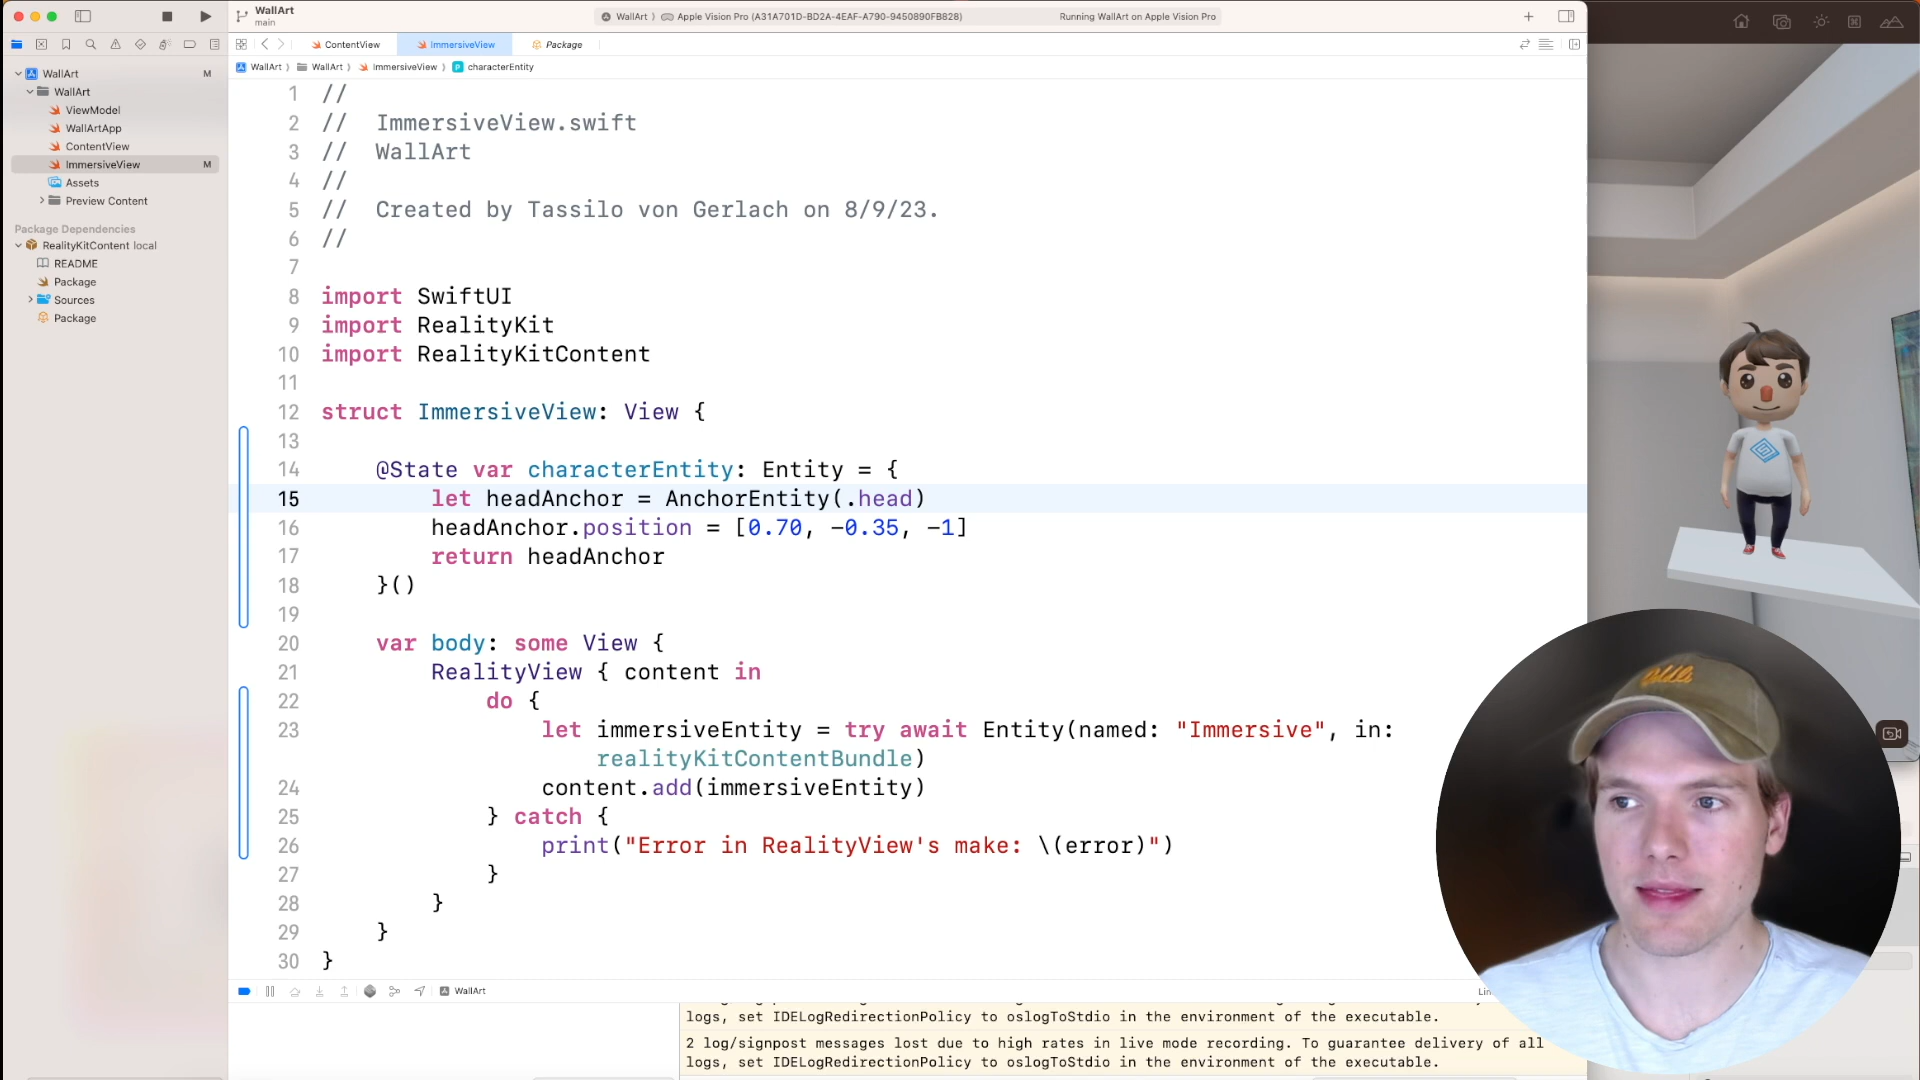 WallArt
main
WallArt
Apple Vision Pro (A31A701D-BD2A-4EAF-A790-9450890FB828)
Running WallArt on Apple Vision Pro
ContentView
ImmersiveView
Package
WallArt
WallArt
ImmersiveView
characterEntity
WallArt M
WallArt
ViewModel
WallArtApp
ContentView
ImmersiveView M
Assets
Preview Content
Package Dependencies
RealityKitContent local
README
Package
Sources
Package
1 //
2 //  ImmersiveView.swift
3 //  WallArt
4 //
5 //  Created by Tassilo von Gerlach on 8/9/23.
6 //
7
8 import SwiftUI
9 import RealityKit
10 import RealityKitContent
11
12 struct ImmersiveView: View {
13
14     @State var characterEntity: Entity = {
15         let headAnchor = AnchorEntity(.head)
16         headAnchor.position = [0.70, -0.35, -1]
17         return headAnchor
18     }()
19
20     var body: some View {
21         RealityView { content in
22             do {
23                 let immersiveEntity = try await Entity(named: "Immersive", in:
realityKitContentBundle)
24                 content.add(immersiveEntity)
25             } catch {
26                 print("Error in RealityView's make: \(error)")
27             }
28         }
29     }
30 }
WallArt
logs, set IDELogRedirectionPolicy to oslogToStdio in the environment of the executable.
2 log/signpost messages lost due to high rates in live mode recording. To guarantee delivery of all
logs, set IDELogRedirectionPolicy to oslogToStdio in the environment of the executable.